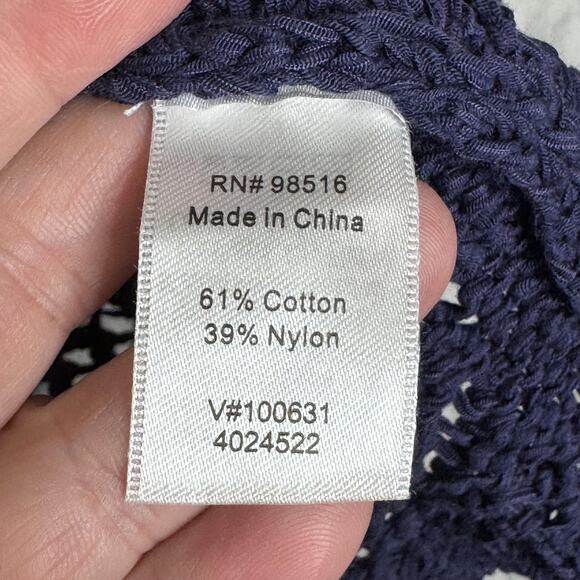 RN# 98516
Made in China
61% Cotton
39% Nylon
V#100631
4024522